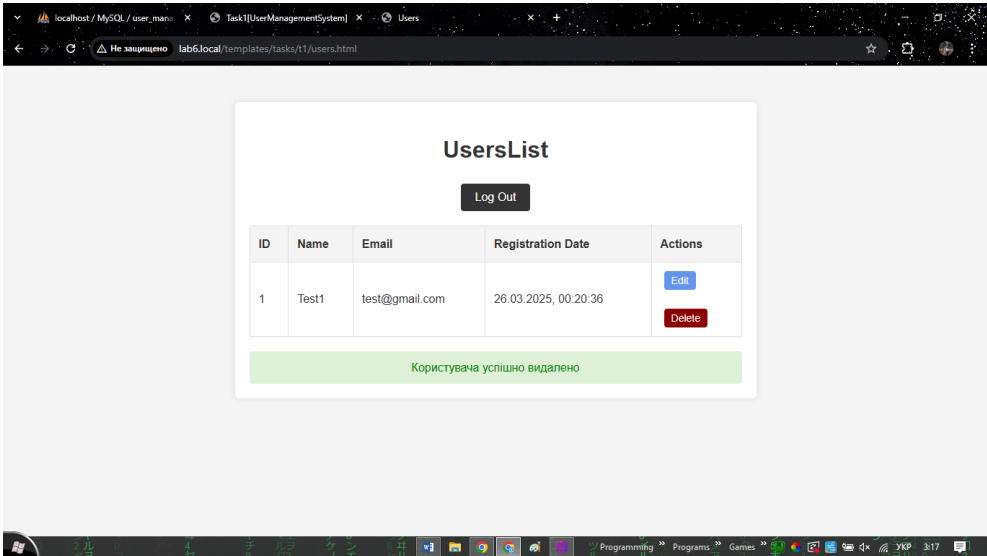 localhost / MySQL / user_mana
Task1[UserManagementSystem]
Users
Не защищено
lab6.local/templates/tasks/t1/users.html
UsersList
Log Out
ID Name Email Registration Date Actions
1 Test1 test@gmail.com 26.03.2025, 00:20:36 Edit
Delete
Користувача успішно видалено
Programming » Programs » Games » УКР 3:17